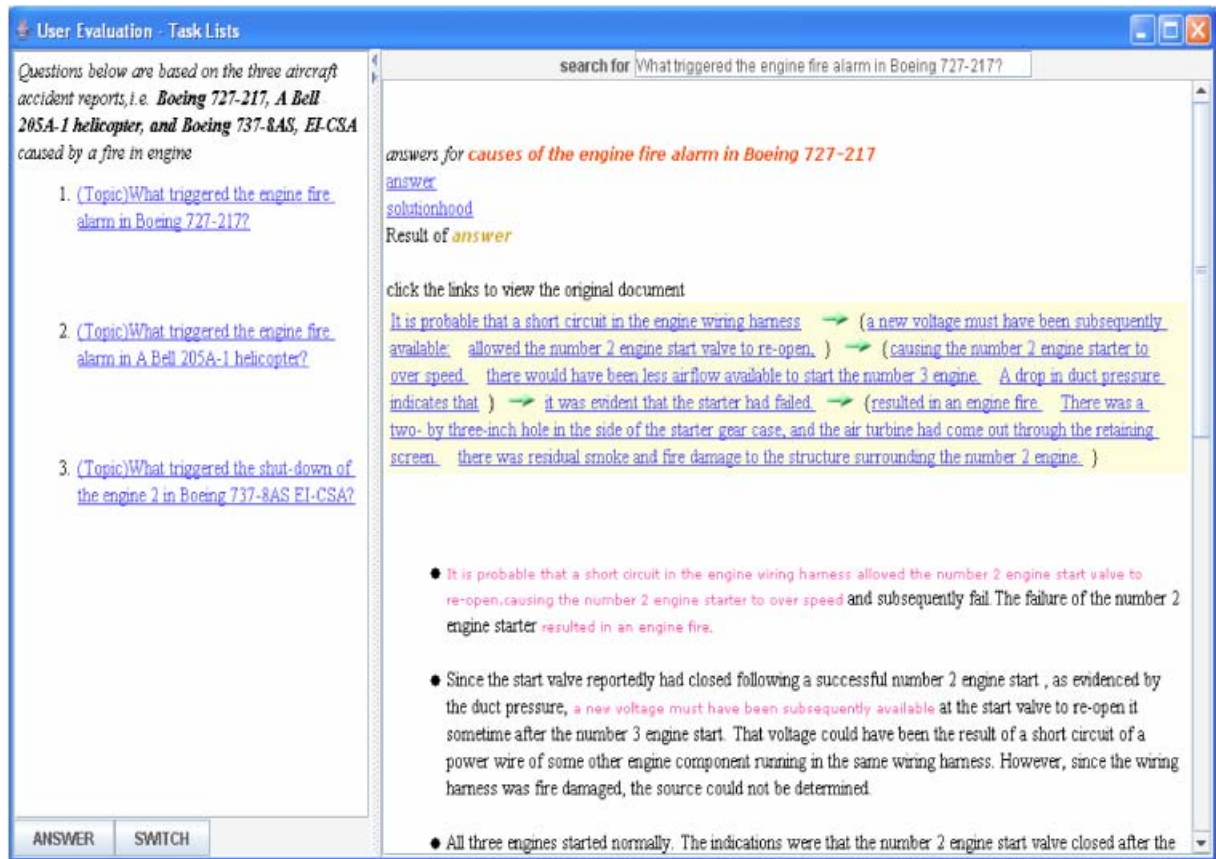 User Evaluation - Task Lists
Questions below are based on the three aircraft
accident reports,i.e. Boeing 727-217, A Bell
205A-1 helicopter, and Boeing 737-8AS, EI-CSA
caused by a fire in engine
1. (Topic)What triggered the engine fire
alarm in Boeing 727-217?
2. (Topic)What triggered the engine fire
alarm in A Bell 205A-1 helicopter?
3. (Topic)What triggered the shut-down of
the engine 2 in Boeing 737-8AS EI-CSA?
ANSWER SWITCH
search for What triggered the engine fire alarm in Boeing 727-217?
answers for causes of the engine fire alarm in Boeing 727-217
answer
solutionhood
Result of answer
click the links to view the original document
It is probable that a short circuit in the engine wiring harness → (a new voltage must have been subsequently
available: allowed the number 2 engine start valve to re-open, ) → (causing the number 2 engine starter to
over speed. there would have been less airflow available to start the number 3 engine. A drop in duct pressure
indicates that ) → it was evident that the starter had failed. → (resulted in an engine fire. There was a
two- by three-inch hole in the side of the starter gear case, and the air turbine had come out through the retaining
screen. there was residual smoke and fire damage to the structure surrounding the number 2 engine. )
● It is probable that a short circuit in the engine wiring harness allowed the number 2 engine start valve to
re-open,causing the number 2 engine starter to over speed and subsequently fail. The failure of the number 2
engine starter resulted in an engine fire.
● Since the start valve reportedly had closed following a successful number 2 engine start , as evidenced by
the duct pressure, a new voltage must have been subsequently available at the start valve to re-open it
sometime after the number 3 engine start. That voltage could have been the result of a short circuit of a
power wire of some other engine component running in the same wiring harness. However, since the wiring
harness was fire damaged, the source could not be determined.
● All three engines started normally. The indications were that the number 2 engine start valve closed after the